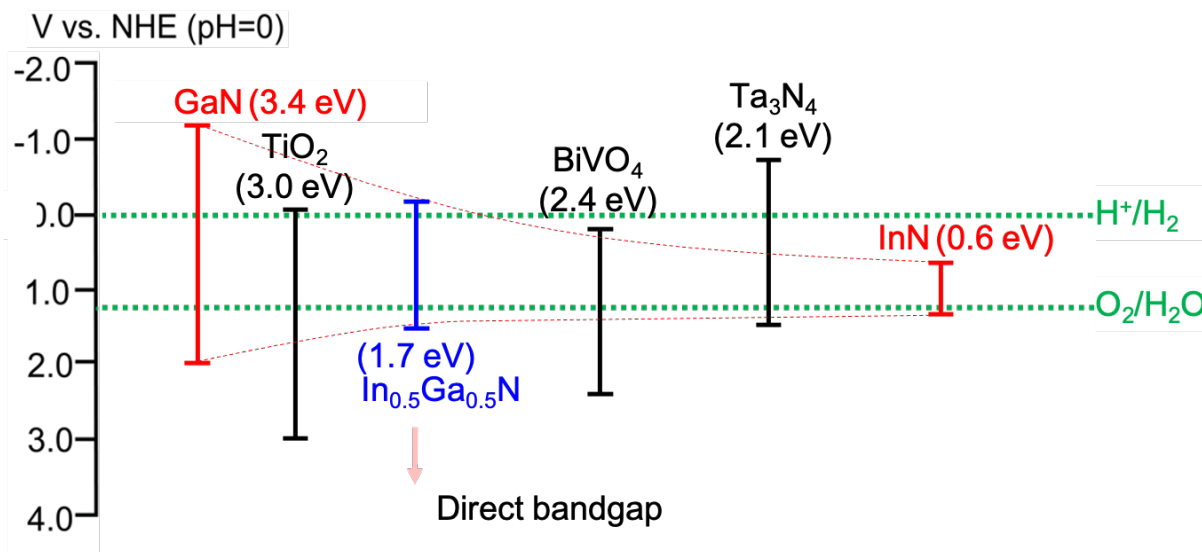 V vs. NHE (pH=0)
-2.0
-1.0
0.0
1.0
2.0
3.0
4.0
GaN (3.4 eV)
TiO₂
(3.0 eV)
(1.7 eV)
In₀.₅Ga₀.₅N
Direct bandgap
BiVO₄
(2.4 eV)
Ta₃N₄
(2.1 eV)
InN (0.6 eV)
H⁺/H₂
O₂/H₂O